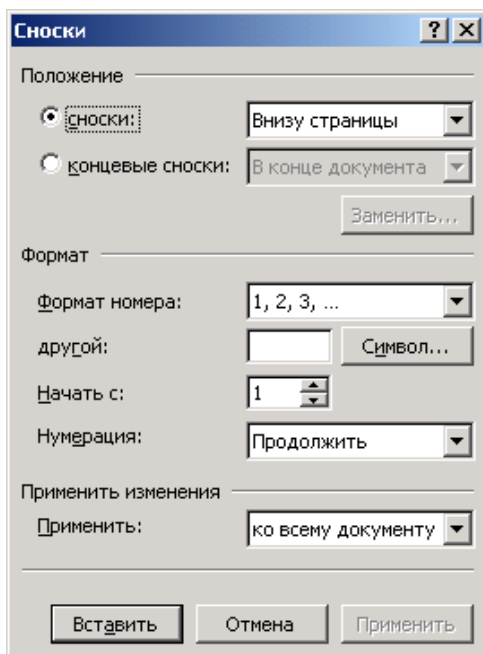 Сноски
Положение
сноски: Внизу страницы
концевые сноски: В конце документа
Заменить...
Формат
Формат номера: 1, 2, 3, ...
другой: Символ...
Начать с: 1
Нумерация: Продолжить
Применить изменения
Применить: ко всему документу
Вставить Отмена Применить